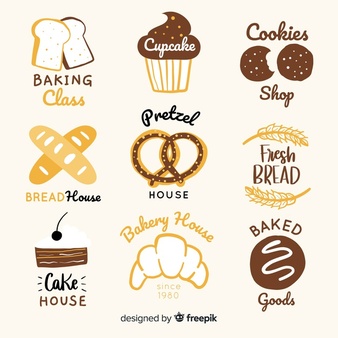 BAKING
Class
Cupcake
Cookies
Shop
BREAD House
Pretzel
HOUSE
Fresh
BREAD
Cake
HOUSE
Bakery House
since
1980
BAKED
Goods
designed by freepik